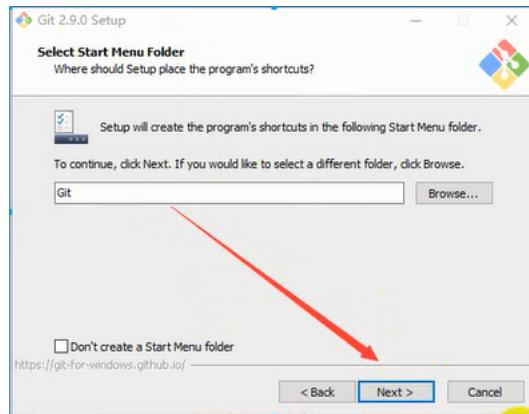 Git 2.9.0 Setup
Select Start Menu Folder
Where should Setup place the program's shortcuts?
Setup will create the program's shortcuts in the following Start Menu folder.
To continue, click Next. If you would like to select a different folder, click Browse.
Git
Browse...
Don't create a Start Menu folder
https://git-for-windows.github.io/
< Back
Next >
Cancel